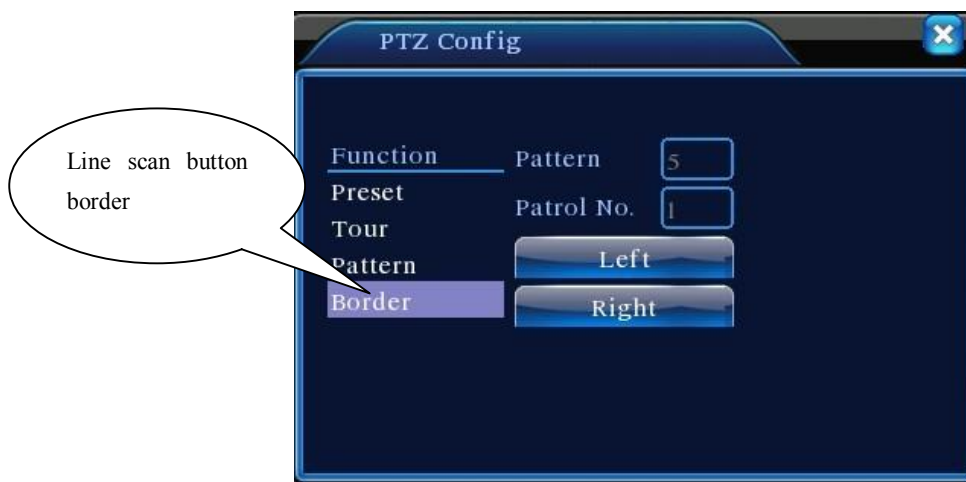 PTZ Config
Line scan button
border
Function
Preset
Tour
Pattern
Border
Pattern 5
Patrol No. 1
Left
Right